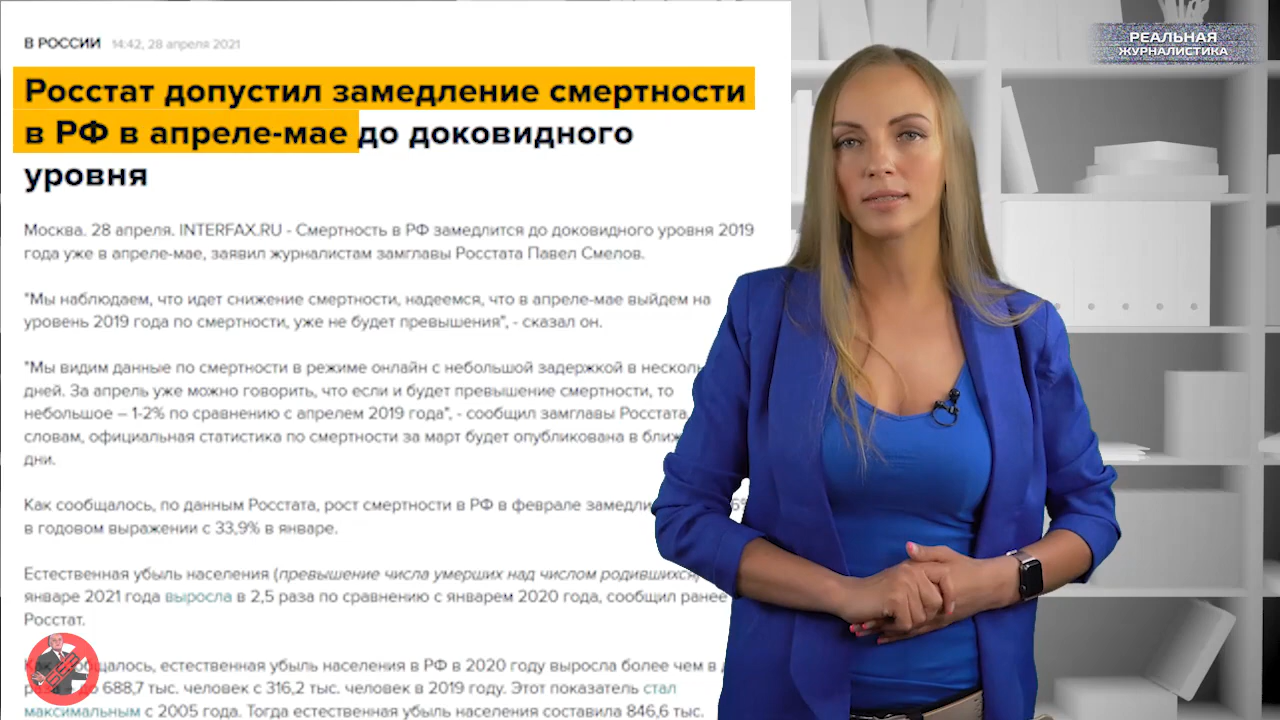 В РОССИИ 14:42, 28 апреля 2021
Росстат допустил замедление смертности
в РФ в апреле-мае до доковидного
уровня
Москва. 28 апреля. INTERFAX.RU - Смертность в РФ замедлится до доковидного уровня 2019
года уже в апреле-мае, заявил журналистам замглавы Росстата Павел Смелов.
"Мы наблюдаем, что идет снижение смертности, надеемся, что в апреле-мае выйдем на
уровень 2019 года по смертности, уже не будет превышения", - сказал он.
"Мы видим данные по смертности в режиме онлайн с небольшой задержкой в
дней. За апрель уже можно говорить, что если и будет превышение смертности, то
небольшое – 1-2% по сравнению с апрелем 2019 года", - сообщил замглавы Росстата.
словам, официальная статистика по смертности за март будет опубликована в
дни.
Как сообщалось, по данным Росстата, рост смертности в РФ в феврале
в годовом выражении с 33,9% в январе.
Естественная убыль населения (превышение числа умерших над числом родившихся)
январе 2021 года выросла в 2,5 раза по сравнению с январем 2020 года, сообщил ранее
Росстат.
Как сообщалось, естественная убыль населения в РФ в 2020 году выросла более чем в
раза – до 688,7 тыс. человек с 316,2 тыс. человек в 2019 году. Этот показатель стал
максимальным с 2005 года. Тогда естественная убыль населения составила 846,6 тыс.
РЕАЛЬНАЯ
ЖУРНАЛИСТИКА